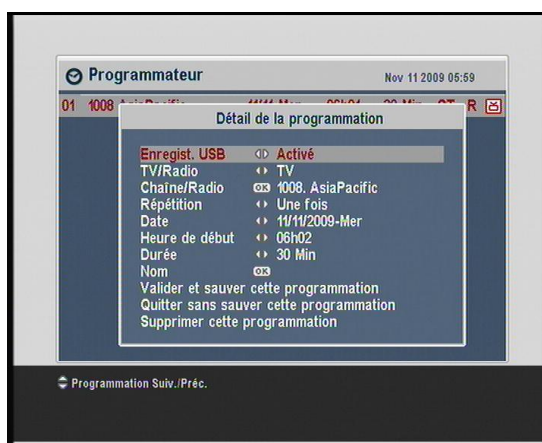 Programmateur
Nov 11 2009 05:59
01 1008 R
Détail de la programmation
Enregist. USB Activé
TV/Radio TV
Chaîne/Radio OK 1008. AsiaPacific
Répétition Une fois
Date 11/11/2009-Mer
Heure de début 06h02
Durée 30 Min
Nom OK
Valider et sauver cette programmation
Quitter sans sauver cette programmation
Supprimer cette programmation
Programmation Suiv./Préc.